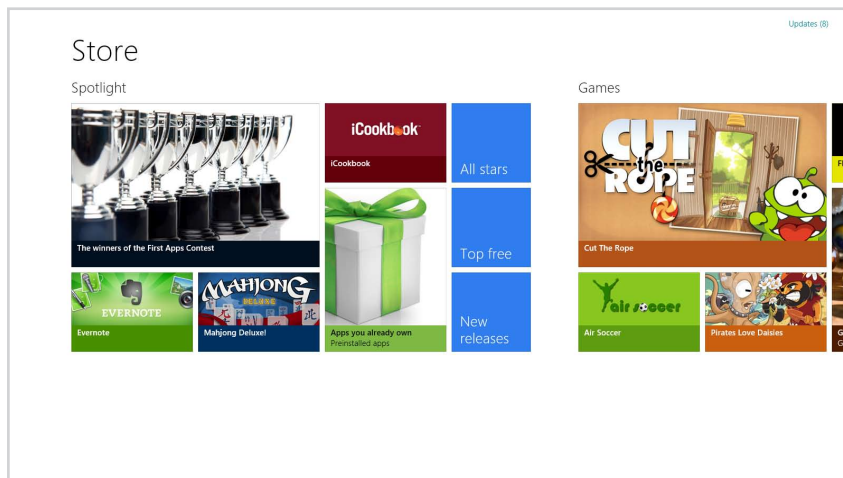 Updates (8)
Store
Spotlight
The winners of the First Apps Contest
iCookbook
iCookbook
All stars
Top free
EVERNOTE
Evernote
MAHJONG
DELUXE
Mahjong Deluxe!
Apps you already own
Preinstalled apps
New
releases
Games
CUT
the
ROPE
Cut The Rope
air soccer
Air Soccer
Pirates Love Daisies